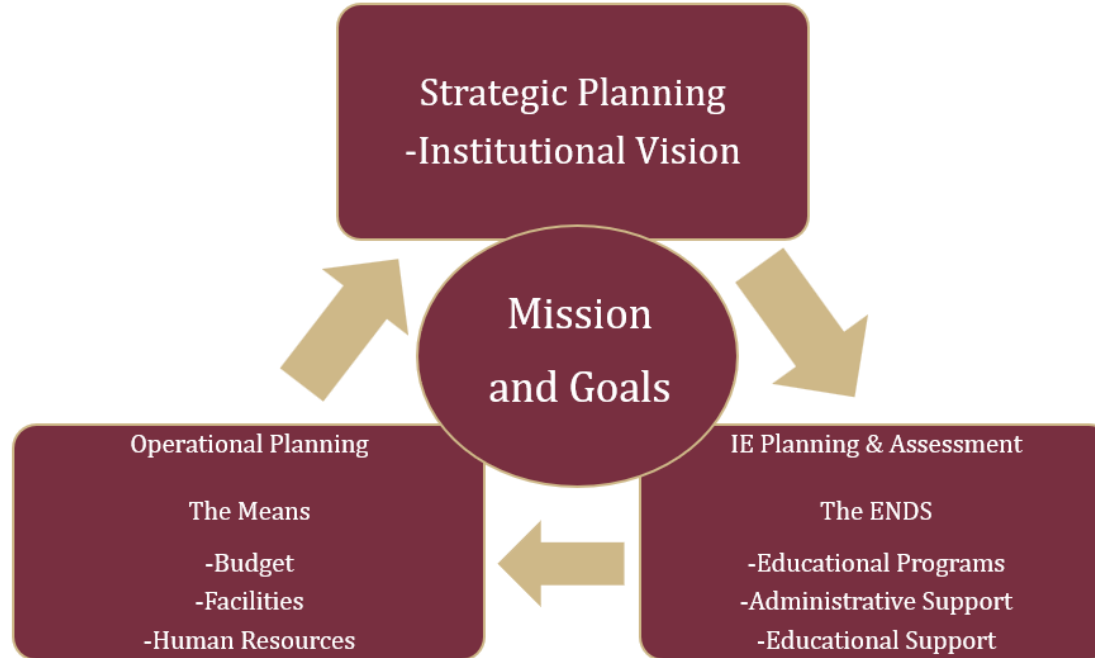 Strategic Planning
-Institutional Vision
Mission
and Goals
Operational Planning
The Means
-Budget
-Facilities
-Human Resources
IE Planning & Assessment
The ENDS
-Educational Programs
-Administrative Support
-Educational Support